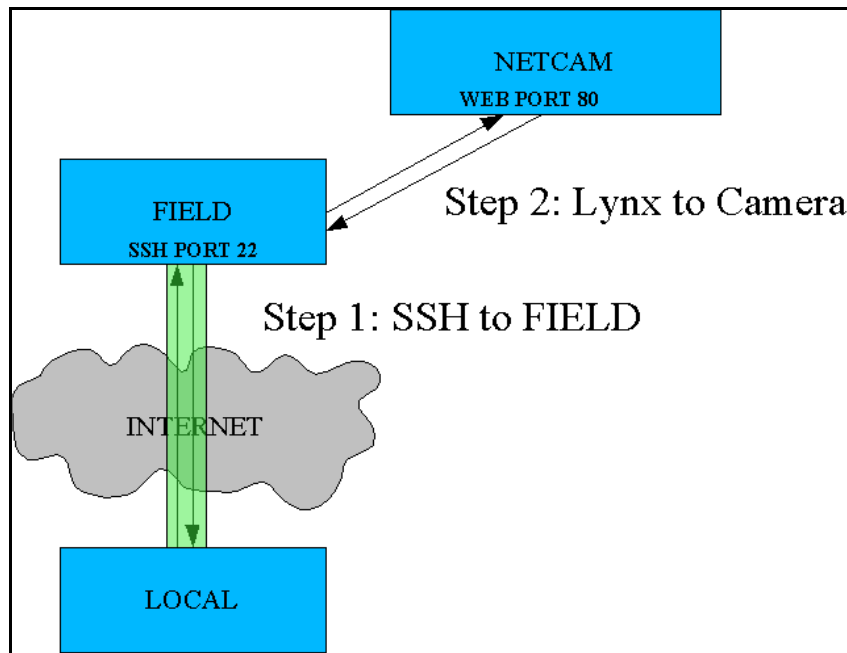 NETCAM
WEB PORT 80
FIELD
SSH PORT 22
Step 2: Lynx to Camera
Step 1: SSH to FIELD
INTERNET
LOCAL